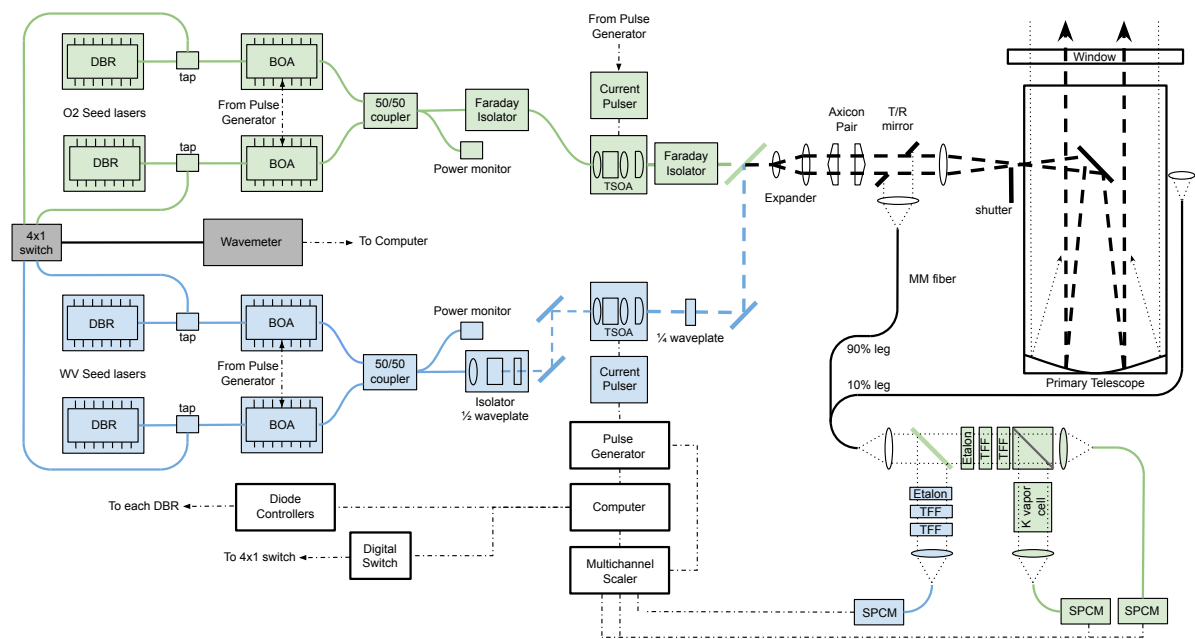 From Pulse
Generator
DBR
tap
BOA
O2 Seed lasers
From Pulse
Generator
50/50
coupler
Faraday
Isolator
Current
Pulser
DBR
tap
BOA
Power monitor
TSOA
Faraday
Isolator
Expander
Axicon
Pair
T/R
mirror
shutter
Window
4x1
switch
Wavemeter
To Computer
MM fiber
DBR
tap
BOA
Power monitor
TSOA
¼ waveplate
WV Seed lasers
From Pulse
Generator
50/50
coupler
Isolator
½ waveplate
Current
Pulser
90% leg
10% leg
Primary Telescope
tap
DBR
BOA
Pulse
Generator
Etalon
TFF
TFF
To each DBR
Diode
Controllers
Computer
Etalon
TFF
TFF
K vapor
cell
To 4x1 switch
Digital
Switch
Multichannel
Scaler
SPCM
SPCM
SPCM